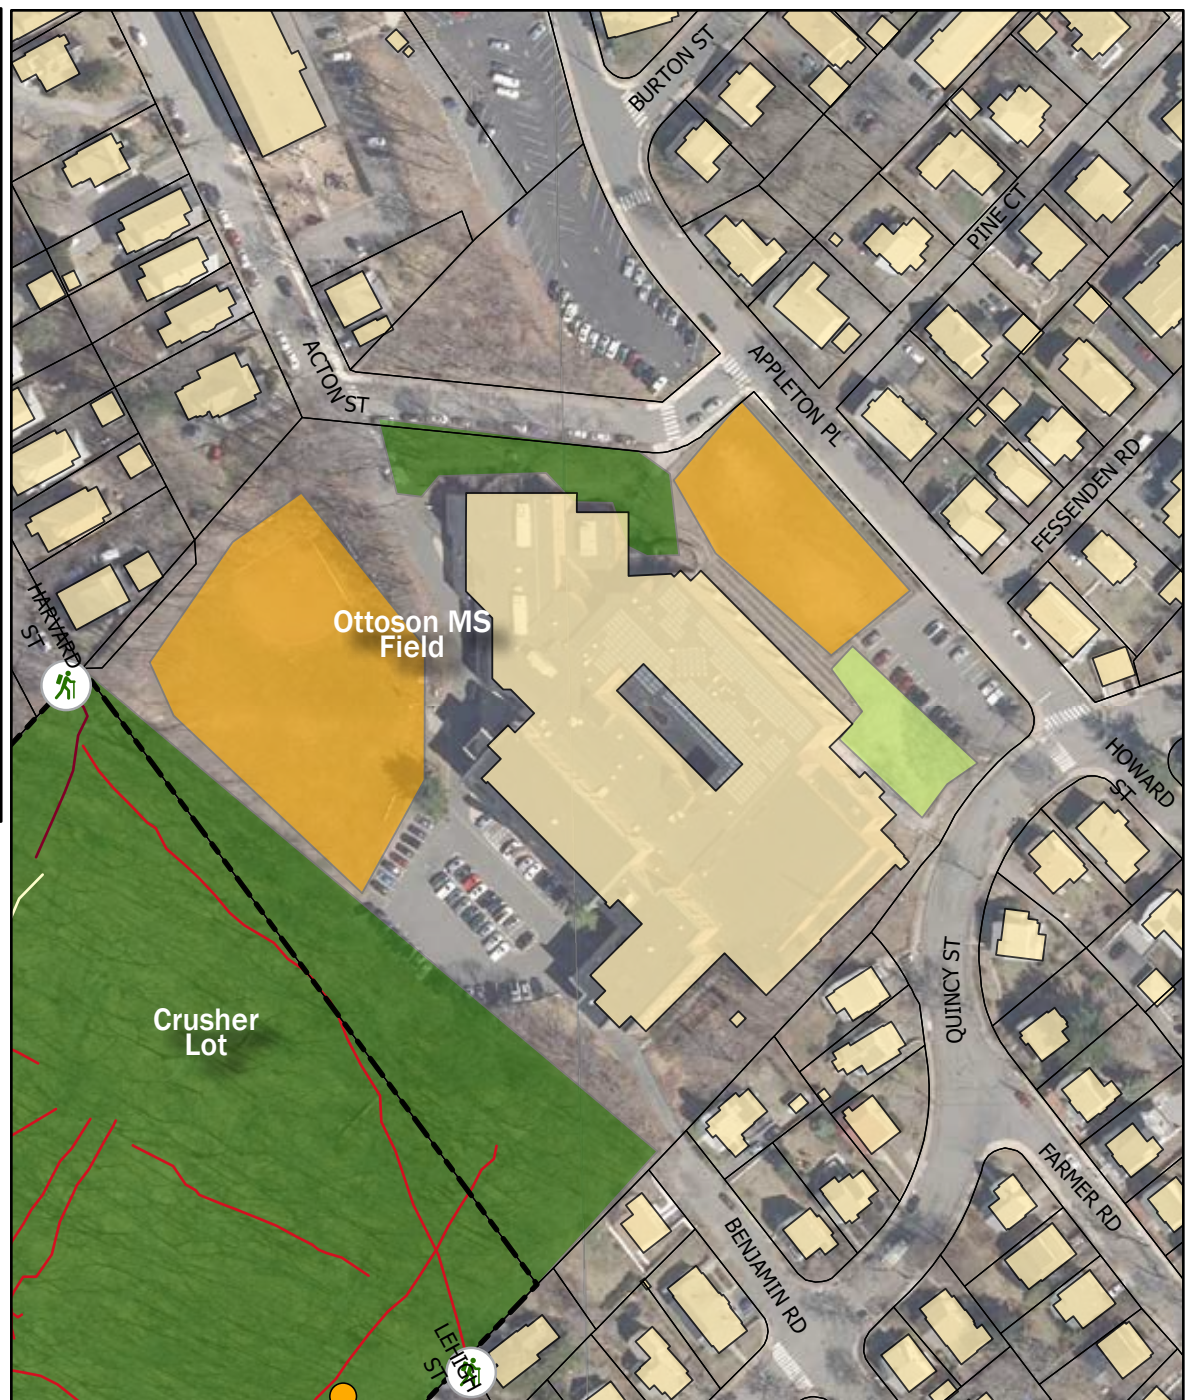 BURTON ST
PINE CT
ACTON ST
APPLETON PL
FESSENDEN RD
HARVARD
ST
Ottoson MS
Field
HOWARD
ST
QUINCY ST
Crusher
Lot
FARMER RD
BENJAMIN RD
LEHIGH
ST